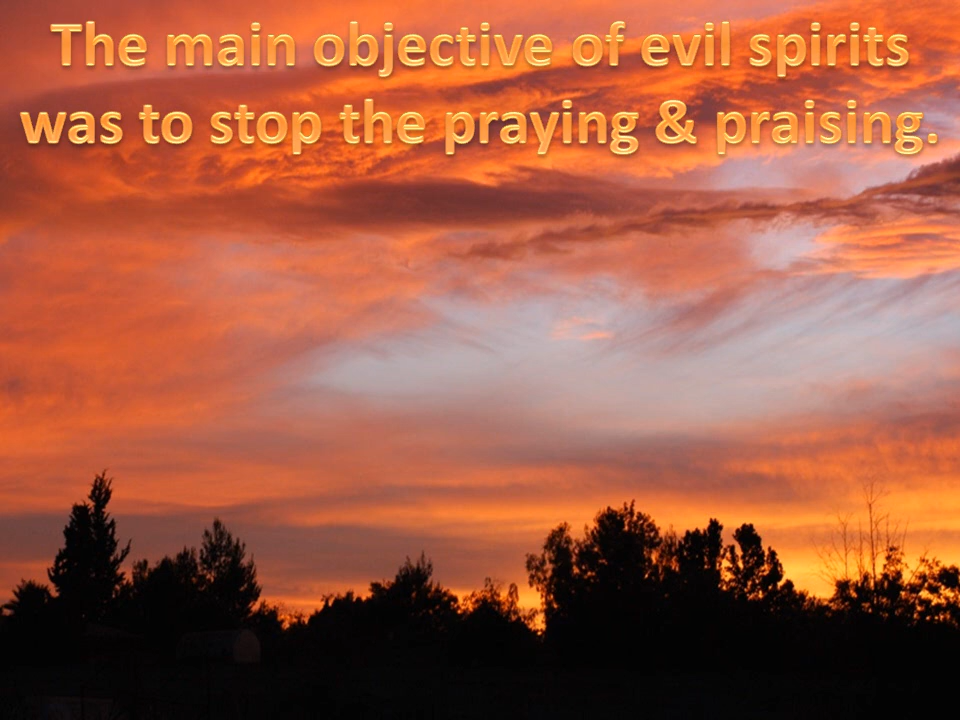 The main objective of evil spirits
was to stop the praying & praising.